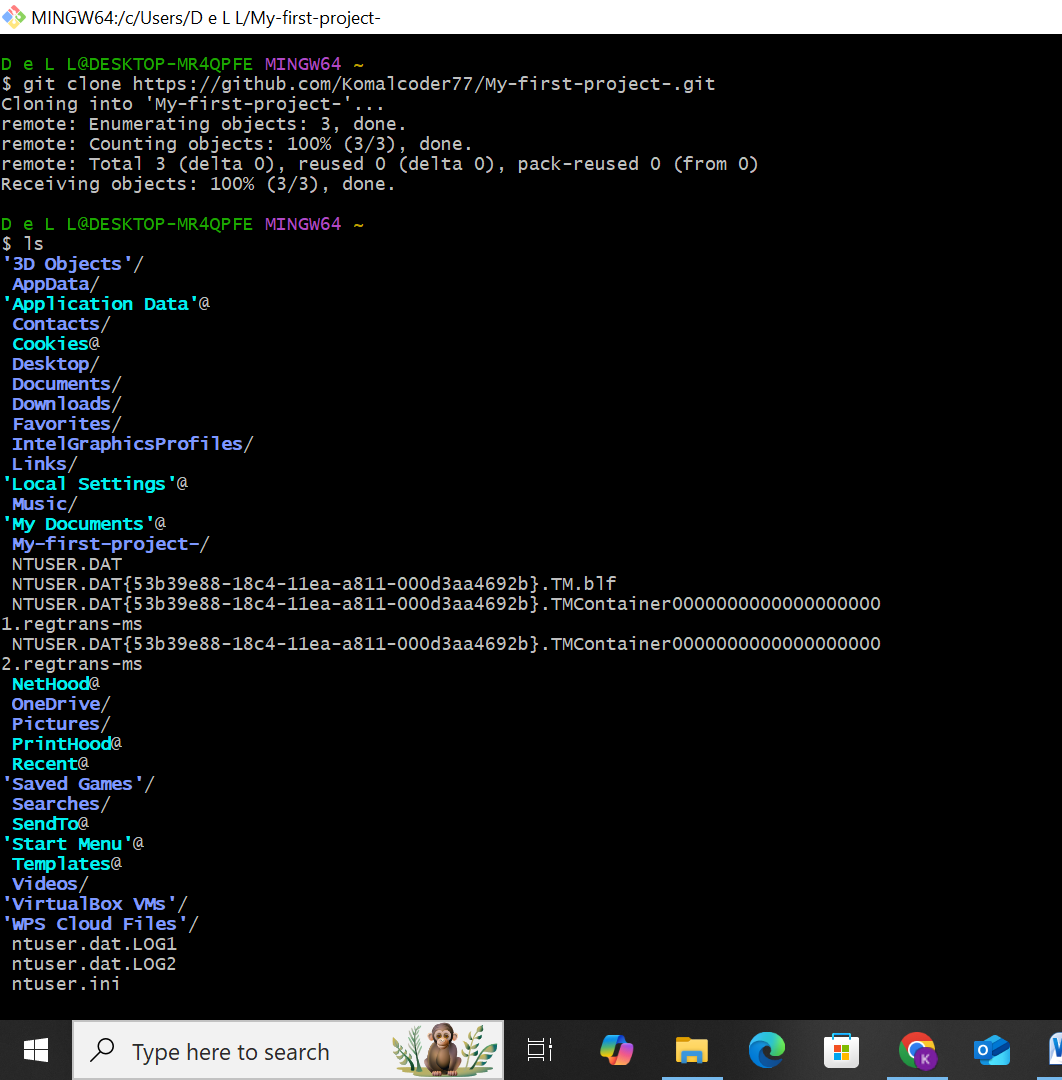 MINGW64:/c/Users/D e L L/My-first-project-
D e L L@DESKTOP-MR4QPFE MINGW64 ~
$ git clone https://github.com/Komalcoder77/My-first-project-.git
Cloning into 'My-first-project-'...
remote: Enumerating objects: 3, done.
remote: Counting objects: 100% (3/3), done.
remote: Total 3 (delta 0), reused 0 (delta 0), pack-reused 0 (from 0)
Receiving objects: 100% (3/3), done.
D e L L@DESKTOP-MR4QPFE MINGW64 ~
$ ls
'3D Objects'/
AppData/
'Application Data'@
Contacts/
Cookies@
Desktop/
Documents/
Downloads/
Favorites/
IntelGraphicsProfiles/
Links/
'Local Settings'@
Music/
'My Documents'@
My-first-project-/
NTUSER.DAT
NTUSER.DAT{53b39e88-18c4-11ea-a811-000d3aa4692b}.TM.blf
NTUSER.DAT{53b39e88-18c4-11ea-a811-000d3aa4692b}.TMContainer0000000000000000000
1.regtrans-ms
NTUSER.DAT{53b39e88-18c4-11ea-a811-000d3aa4692b}.TMContainer0000000000000000000
2.regtrans-ms
NetHood@
OneDrive/
Pictures/
PrintHood@
Recent@
'Saved Games'/
Searches/
SendTo@
'Start Menu'@
Templates@
Videos/
'VirtualBox VMs'/
'WPS Cloud Files'/
ntuser.dat.LOG1
ntuser.dat.LOG2
ntuser.ini
Type here to search
K